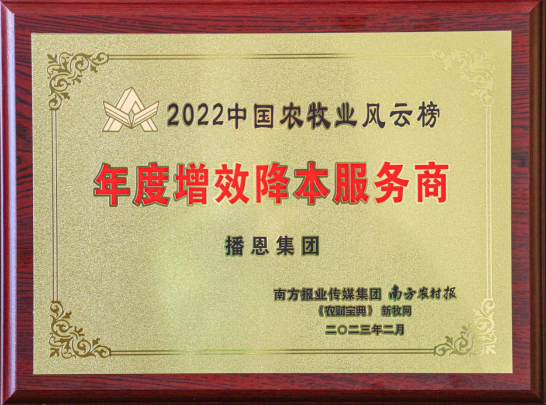 2022中国农牧业风云榜
年度增效降本服务商
播恩集团
南方报业传媒集团 南方农村报
《农财宝典》 新牧网
二〇二三年二月